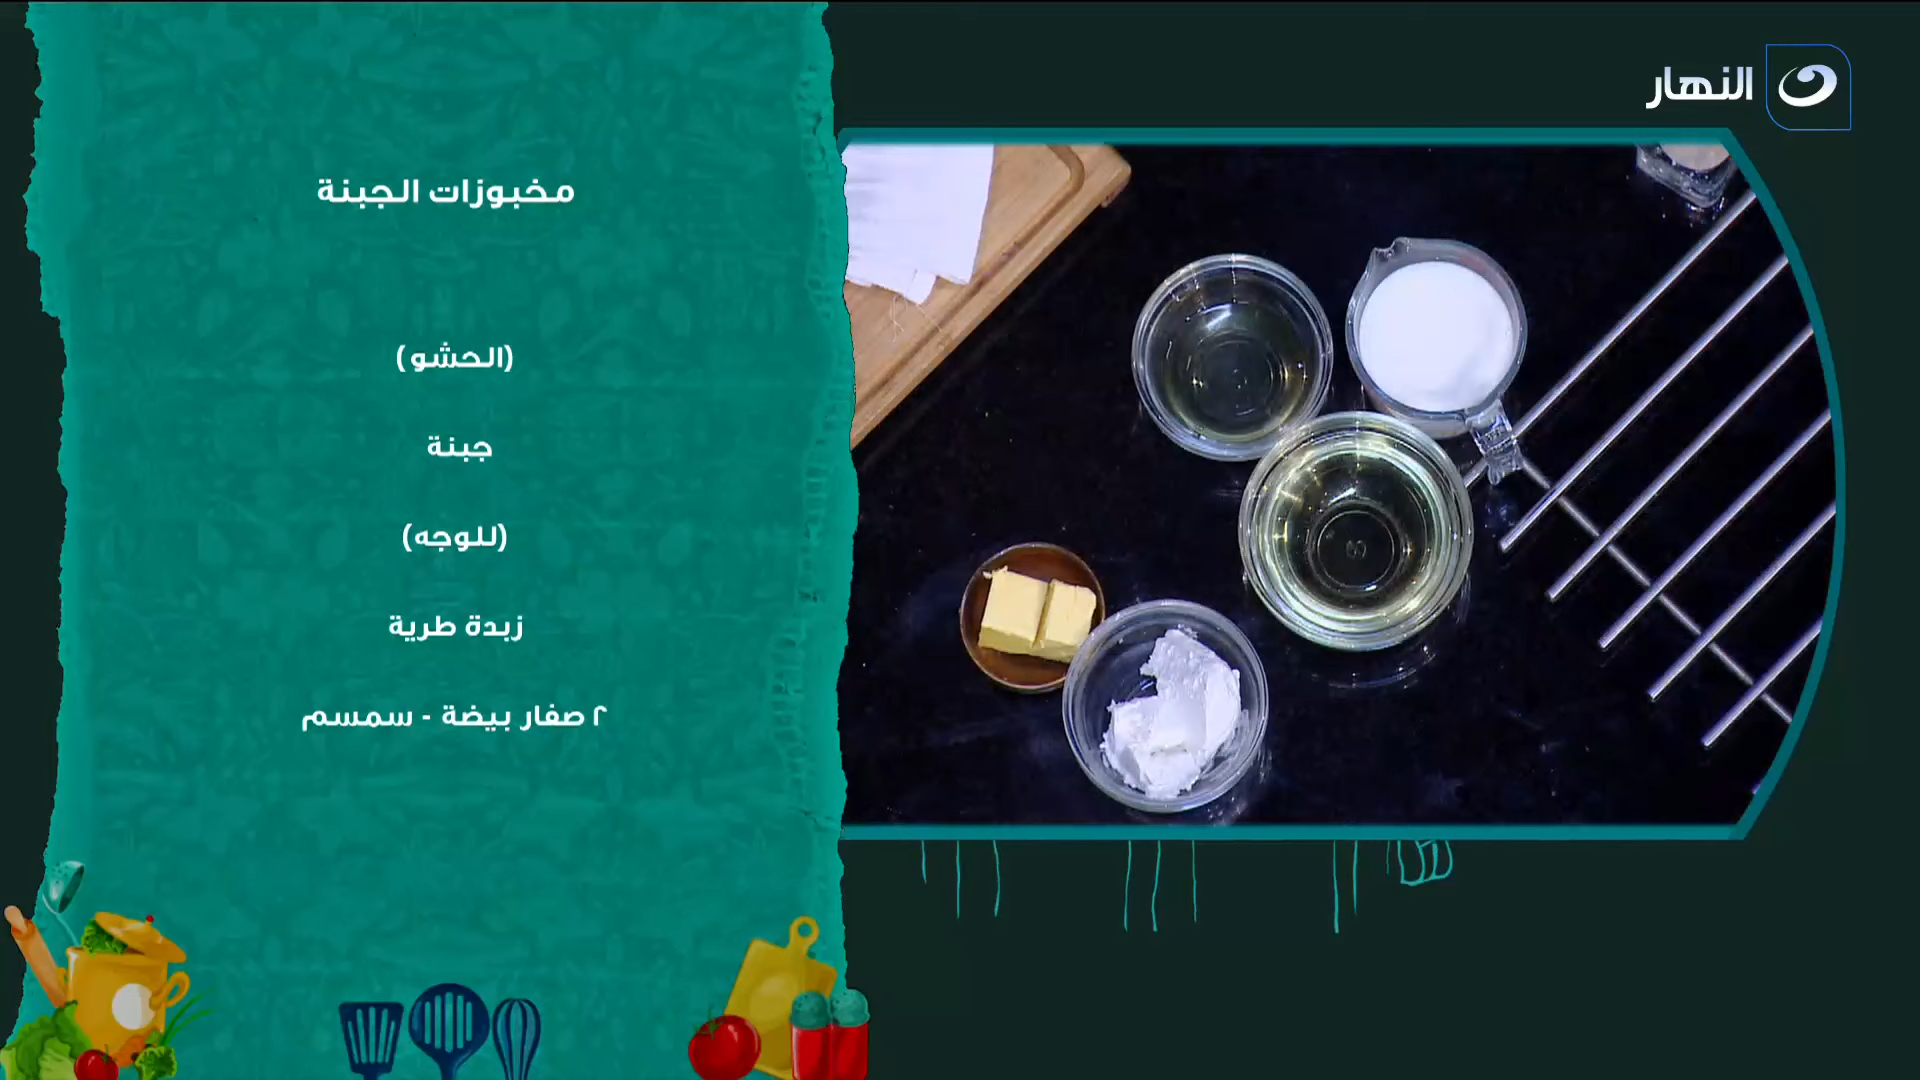 النهار
مخبوزات الجبنة
(الحشو)
جبنة
(للوجه)
زبدة طرية
٢ صفار بيضة - سمسم